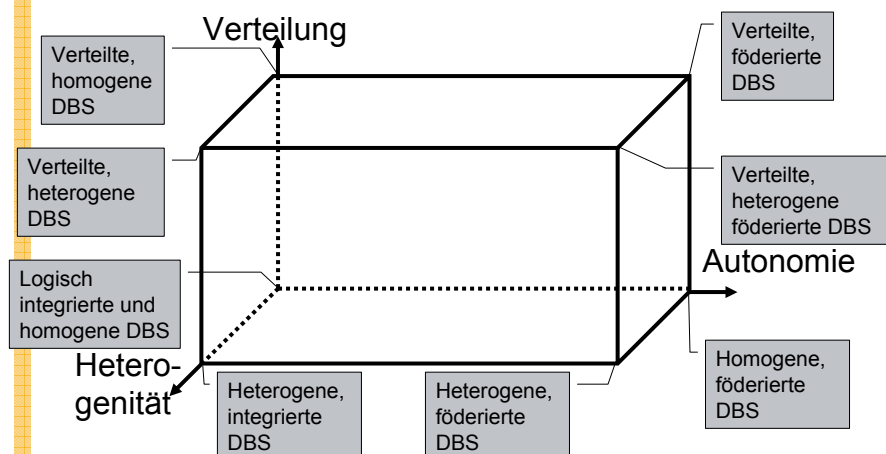 Verteilung
Verteilte,
homogene
DBS
Verteilte,
föderierte
DBS
Verteilte,
heterogene
DBS
Verteilte,
heterogene
föderierte DBS
Logisch
integrierte und
homogene DBS
Autonomie
Hetero-
genität
Heterogene,
integrierte
DBS
Heterogene,
föderierte
DBS
Homogene,
föderierte
DBS